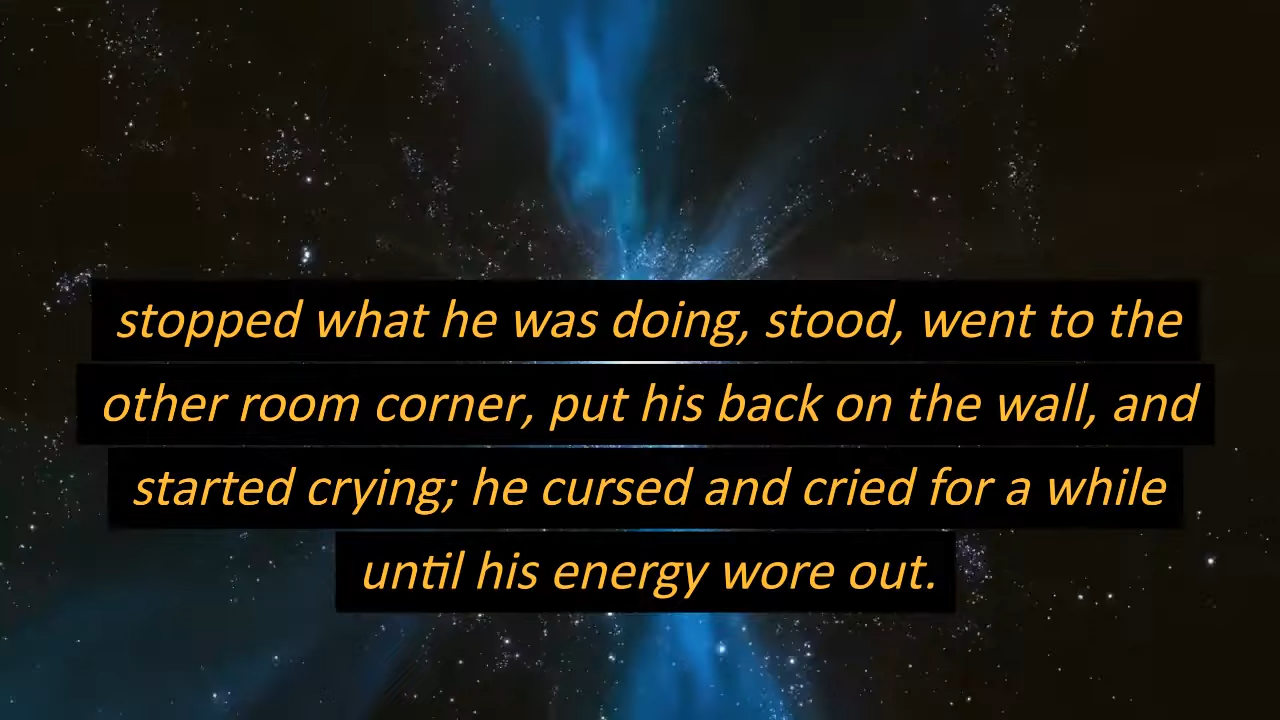 stopped what he was doing, stood, went to the
other room corner, put his back on the wall, and
started crying; he cursed and cried for a while
until his energy wore out.